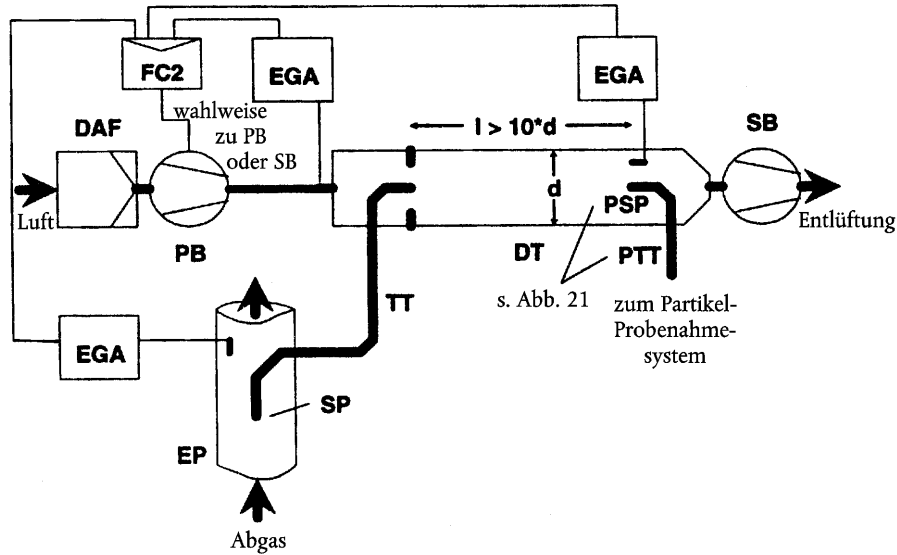 FC2
EGA
EGA
wahlweise
zu PB
oder SB
DAF
l > 10*d
SB
Luft
d
PSP
Entlüftung
PB
DT
PTT
s. Abb. 21
zum Partikel-
Probenahme-
system
TT
EGA
SP
EP
Abgas